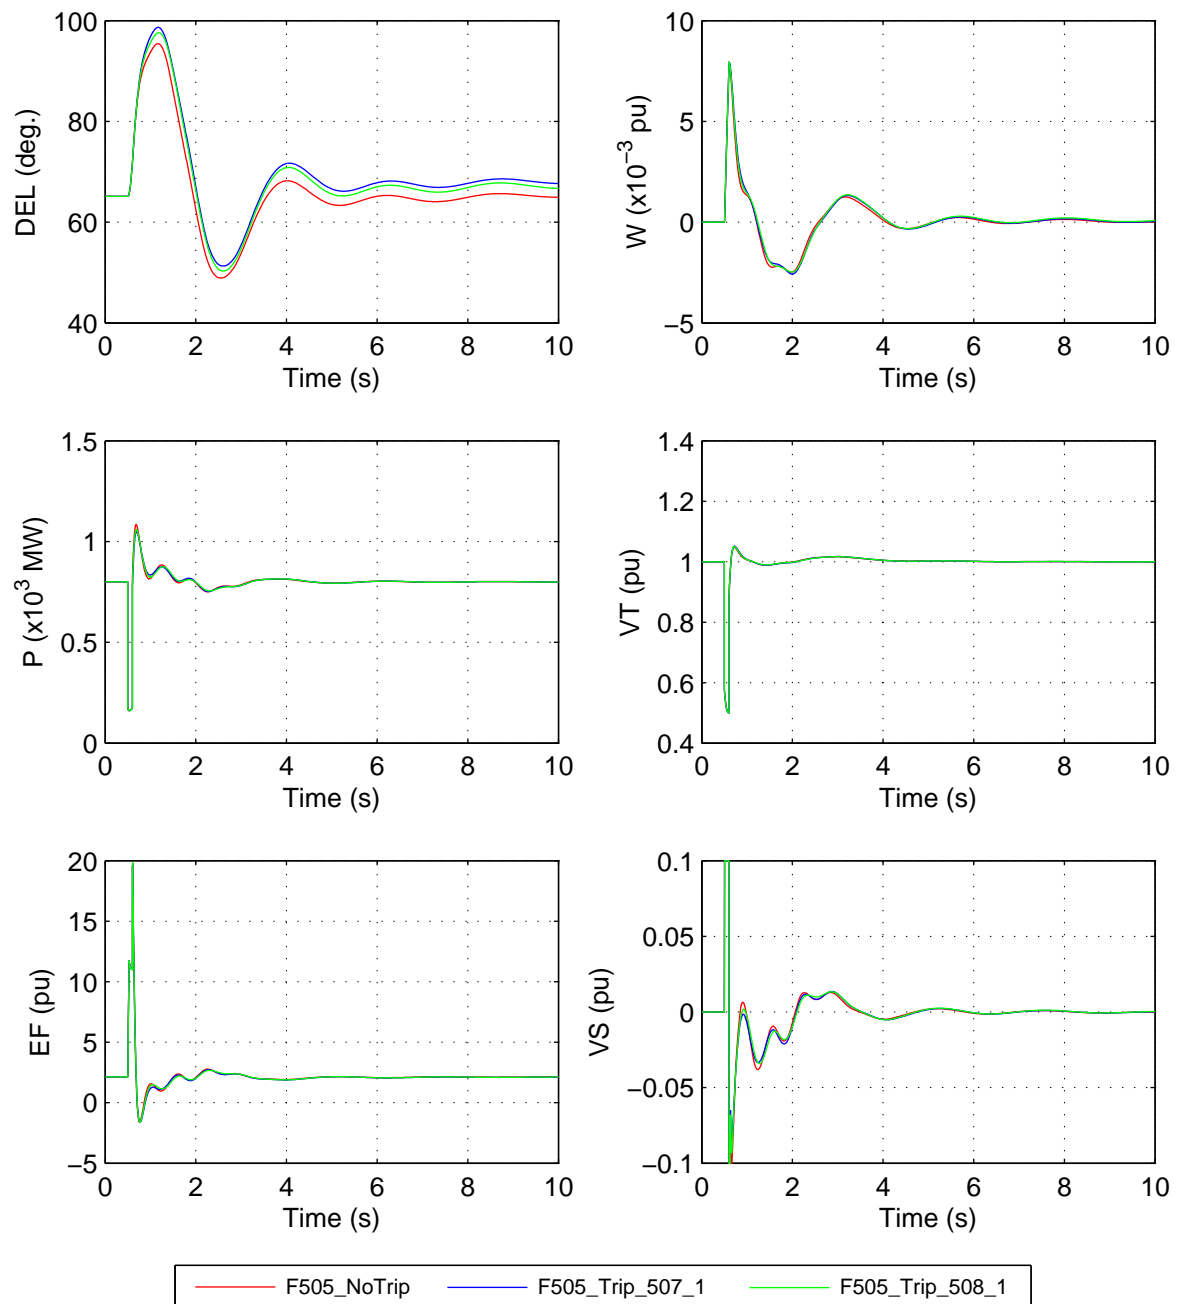 100
80
60
40
0 2 4 6 8 10
DEL (deg.)
Time (s)
10
5
0
−5
0 2 4 6 8 10
W (x10⁻³ pu)
Time (s)
1.5
1
0.5
0
0 2 4 6 8 10
P (x10³ MW)
Time (s)
1.4
1.2
1
0.8
0.6
0.4
0 2 4 6 8 10
VT (pu)
Time (s)
20
15
10
5
0
−5
0 2 4 6 8 10
EF (pu)
Time (s)
0.1
0.05
0
−0.05
−0.1
0 2 4 6 8 10
VS (pu)
Time (s)
F505_NoTrip F505_Trip_507_1 F505_Trip_508_1